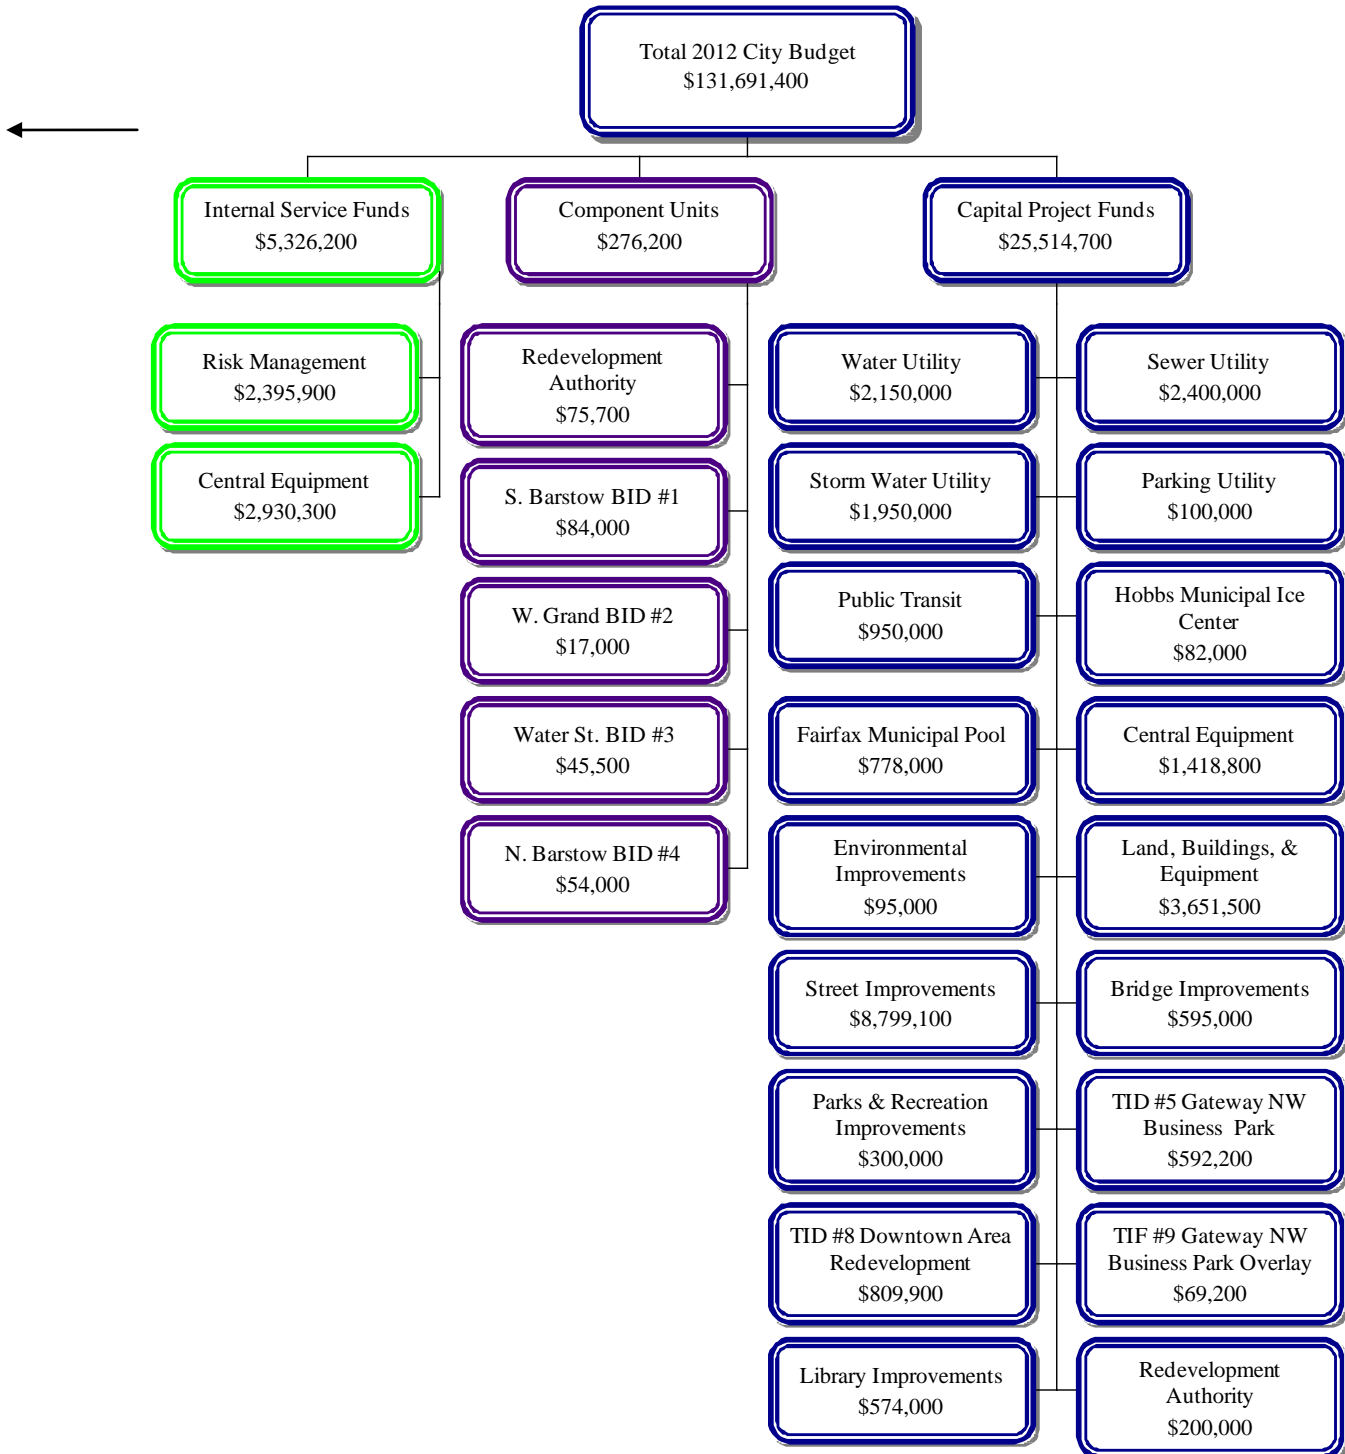 Total 2012 City Budget
$131,691,400
Internal Service Funds
$5,326,200
Component Units
$276,200
Capital Project Funds
$25,514,700
Risk Management
$2,395,900
Central Equipment
$2,930,300
Redevelopment
Authority
$75,700
S. Barstow BID #1
$84,000
W. Grand BID #2
$17,000
Water St. BID #3
$45,500
N. Barstow BID #4
$54,000
Water Utility
$2,150,000
Sewer Utility
$2,400,000
Storm Water Utility
$1,950,000
Parking Utility
$100,000
Public Transit
$950,000
Hobbs Municipal Ice
Center
$82,000
Fairfax Municipal Pool
$778,000
Central Equipment
$1,418,800
Environmental
Improvements
$95,000
Land, Buildings, &
Equipment
$3,651,500
Street Improvements
$8,799,100
Bridge Improvements
$595,000
Parks & Recreation
Improvements
$300,000
TID #5 Gateway NW
Business Park
$592,200
TID #8 Downtown Area
Redevelopment
$809,900
TIF #9 Gateway NW
Business Park Overlay
$69,200
Library Improvements
$574,000
Redevelopment
Authority
$200,000